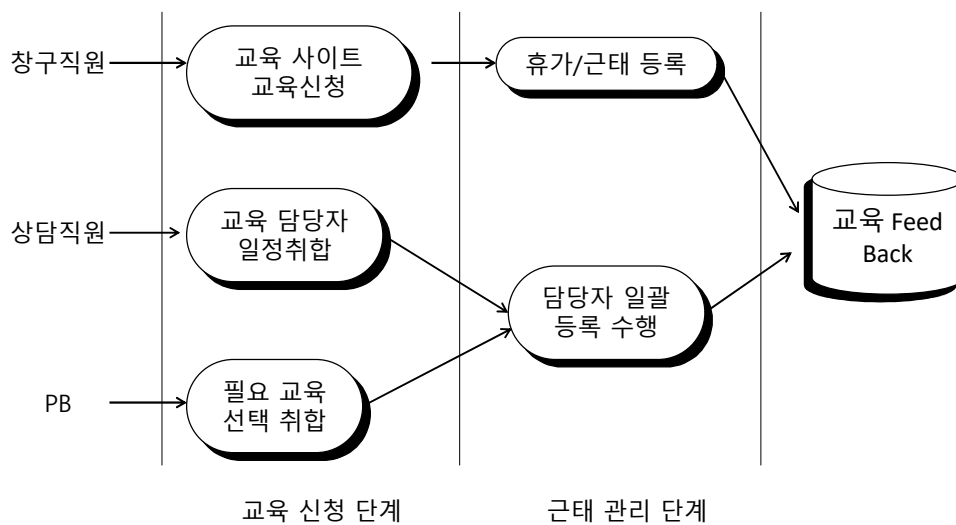 창구직원
교육 사이트
교육신청
휴가/근태 등록
상담직원
교육 담당자
일정취합
교육 Feed
Back
담당자 일괄
등록 수행
PB
필요 교육
선택 취합
교육 신청 단계
근태 관리 단계